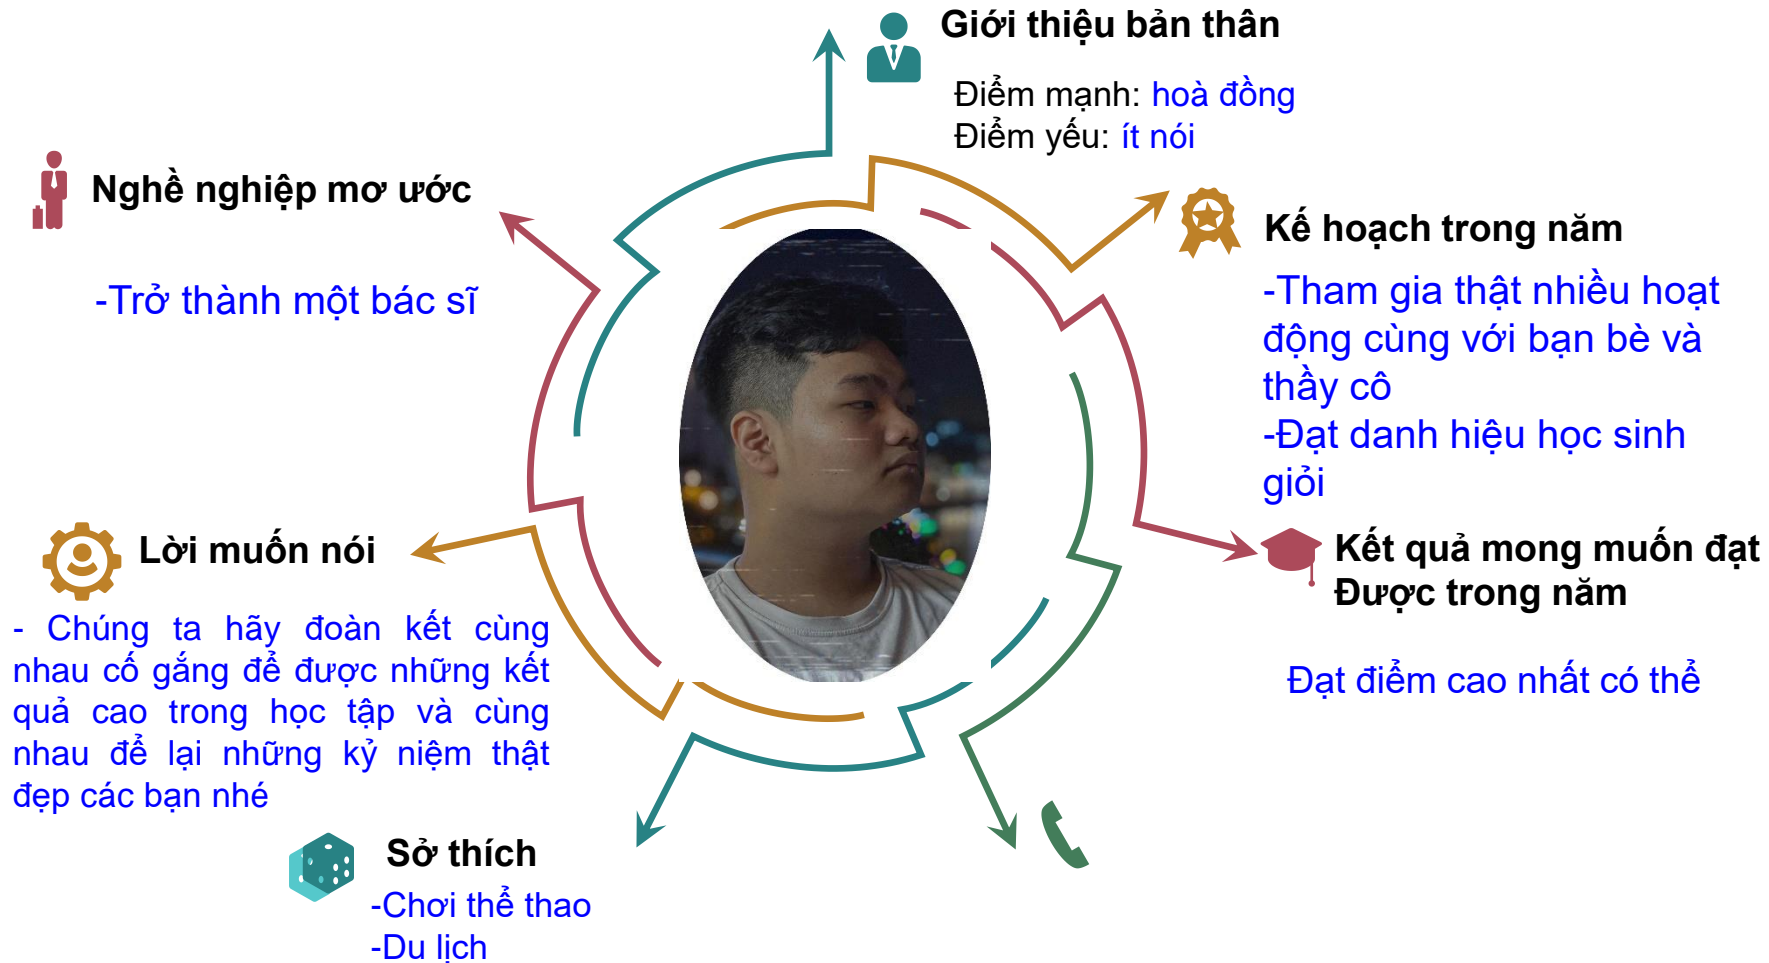 Giới thiệu bản thân
Điểm mạnh: hoà đồng
Điểm yếu: ít nói
Kế hoạch trong năm
-Tham gia thật nhiều hoạt
động cùng với bạn bè và
thầy cô
-Đạt danh hiệu học sinh
giỏi
Kết quả mong muốn đạt
Được trong năm
Đạt điểm cao nhất có thể
Sở thích
-Chơi thể thao
-Du lịch
Lời muốn nói
- Chúng ta hãy đoàn kết cùng
nhau cố gắng để được những kết
quả cao trong học tập và cùng
nhau để lại những kỷ niệm thật
đẹp các bạn nhé
Nghề nghiệp mơ ước
-Trở thành một bác sĩ